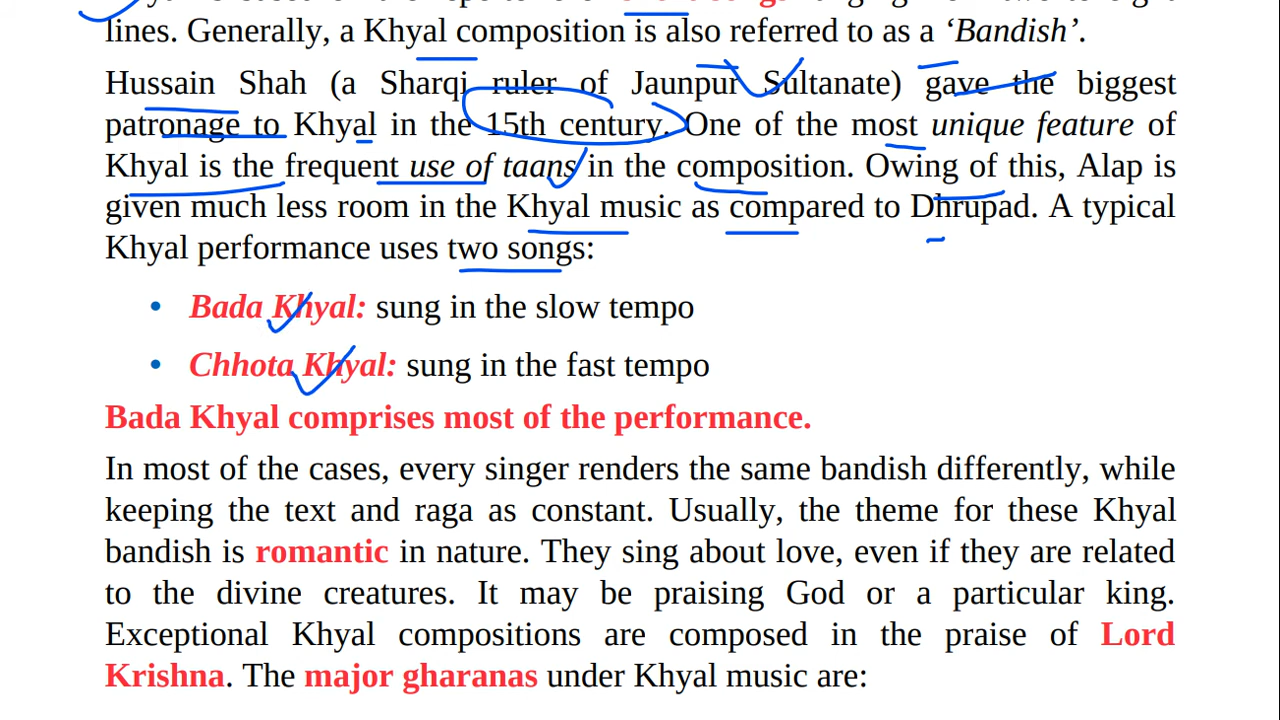 lines. Generally, a Khyal composition is also referred to as a ‘Bandish’.
Hussain Shah (a Sharqi ruler of Jaunpur Sultanate) gave the biggest
patronage to Khyal in the 15th century. One of the most unique feature of
Khyal is the frequent use of taans in the composition. Owing of this, Alap is
given much less room in the Khyal music as compared to Dhrupad. A typical
Khyal performance uses two songs:
• Bada Khyal: sung in the slow tempo
• Chhota Khyal: sung in the fast tempo
Bada Khyal comprises most of the performance.
In most of the cases, every singer renders the same bandish differently, while
keeping the text and raga as constant. Usually, the theme for these Khyal
bandish is romantic in nature. They sing about love, even if they are related
to the divine creatures. It may be praising God or a particular king.
Exceptional Khyal compositions are composed in the praise of Lord
Krishna. The major gharanas under Khyal music are: